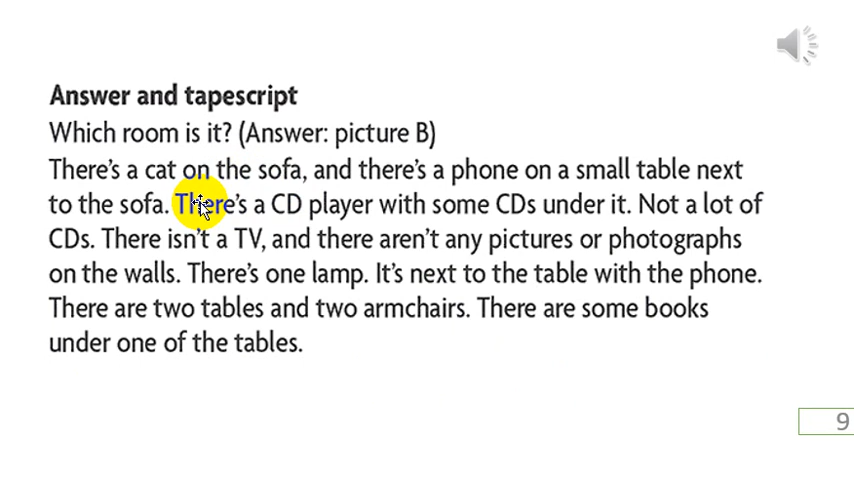 Answer and tapescript
Which room is it? (Answer: picture B)
There’s a cat on the sofa, and there’s a phone on a small table next
to the sofa. There’s a CD player with some CDs under it. Not a lot of
CDs. There isn’t a TV, and there aren’t any pictures or photographs
on the walls. There’s one lamp. It’s next to the table with the phone.
There are two tables and two armchairs. There are some books
under one of the tables.
9